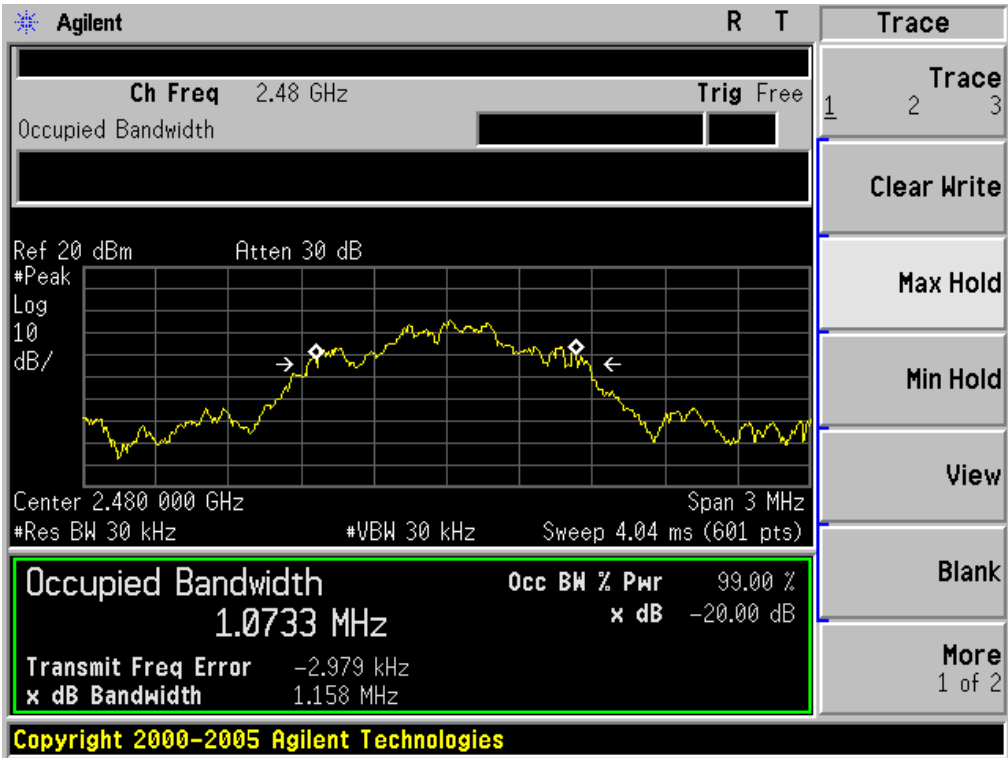 Agilent R T
Ch Freq 2.48 GHz Trig Free
Occupied Bandwidth
Ref 20 dBm Atten 30 dB
#Peak
Log
10
dB/
Center 2.480 000 GHz Span 3 MHz
#Res BW 30 kHz #VBW 30 kHz Sweep 4.04 ms (601 pts)
Occupied Bandwidth
1.0733 MHz
Occ BW % Pwr 99.00 %
x dB -20.00 dB
Transmit Freq Error -2.979 kHz
x dB Bandwidth 1.158 MHz
Copyright 2000-2005 Agilent Technologies
Trace
Trace
1 2 3
Clear Write
Max Hold
Min Hold
View
Blank
More
1 of 2